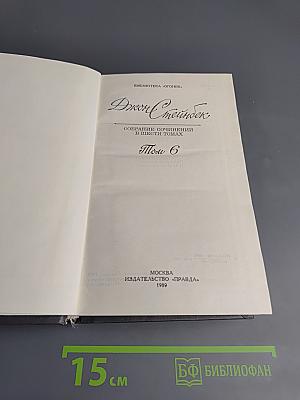 БИБЛИОТЕКА «ОГОНЕК»
Джон Стейнбек
СОБРАНИЕ СОЧИНЕНИЙ
В ШЕСТИ ТОМАХ
Том 6
МОСКВА
ИЗДАТЕЛЬСТВО «ПРАВДА»
1989
15 см
БФ БИБЛИОФАН